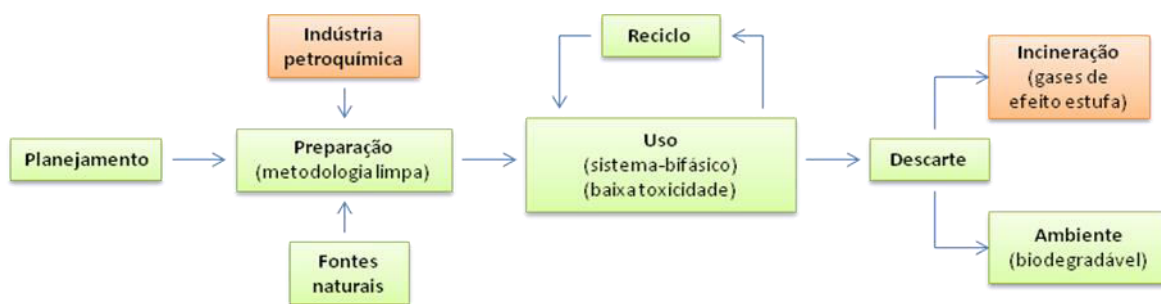 Indústria
petroquímica
Reciclo
Incineração
(gases de
efeito estufa)
Planejamento
Preparação
(metodologia limpa)
Uso
(sistema-bifásico)
(baixa toxicidade)
Descarte
Fontes
naturais
Ambiente
(biodegradável)